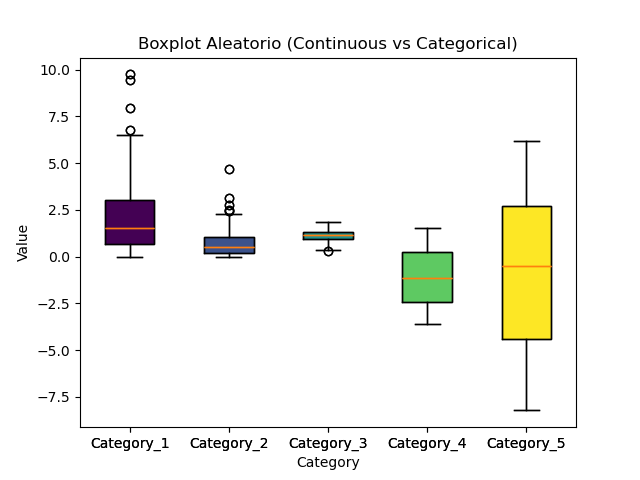 Boxplot Aleatorio (Continuous vs Categorical)
10.0
7.5
5.0
2.5
0.0
−2.5
−5.0
−7.5
Value
Category_1 Category_2 Category_3 Category_4 Category_5
Category